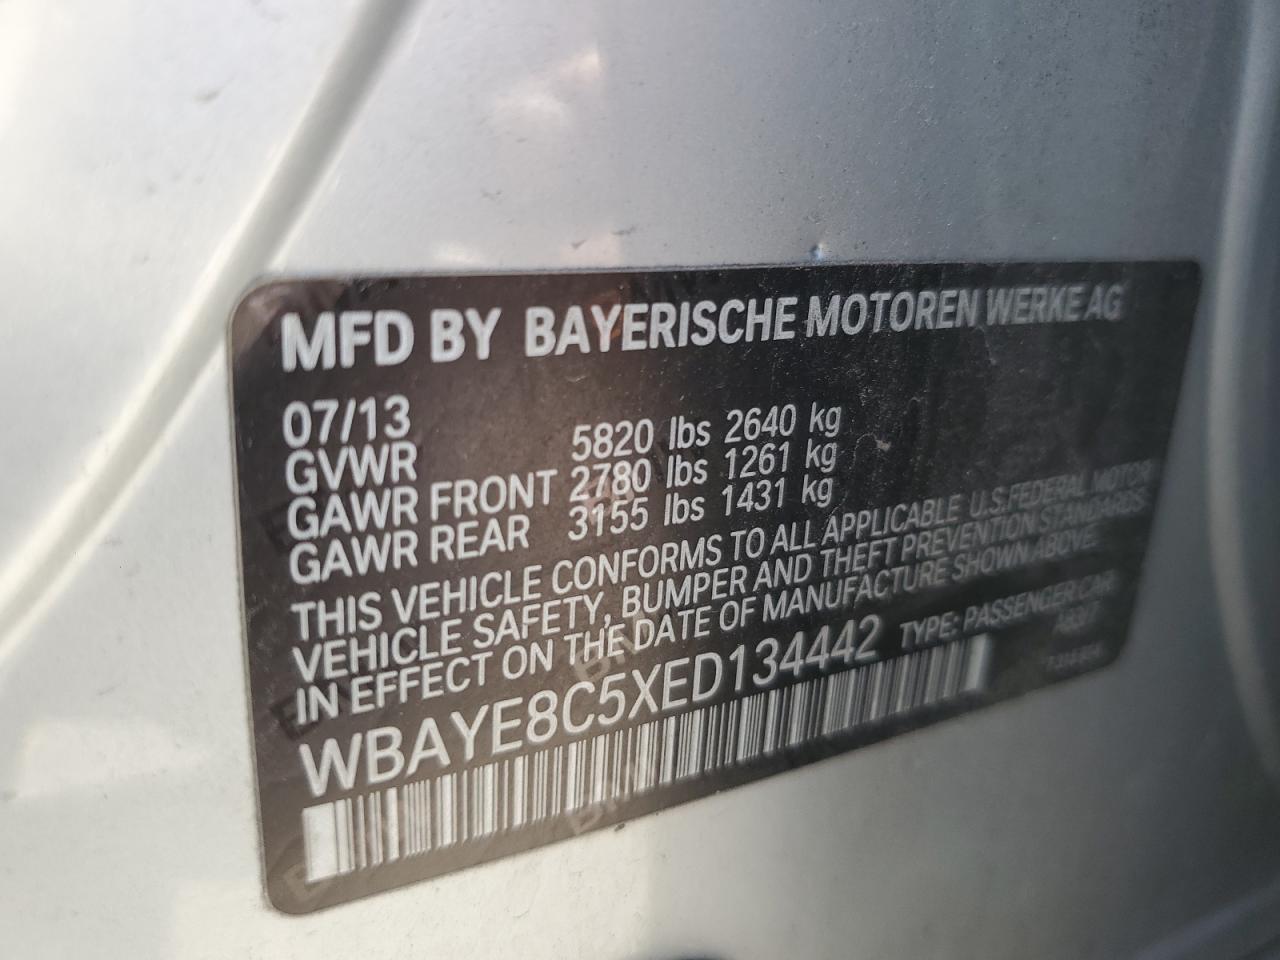 MFD BY BAYERISCHE MOTOREN WERKE AG
07/13
GVWR 5820 lbs 2640 kg
GAWR FRONT 2780 lbs 1261 kg
GAWR REAR 3155 lbs 1431 kg
THIS VEHICLE CONFORMS TO ALL APPLICABLE U.S.FEDERAL MOTOR
VEHICLE SAFETY, BUMPER AND THEFT PREVENTION STANDARDS
IN EFFECT ON THE DATE OF MANUFACTURE SHOWN ABOVE.
WBAYE8C5XED134442 TYPE: PASSENGER CAR